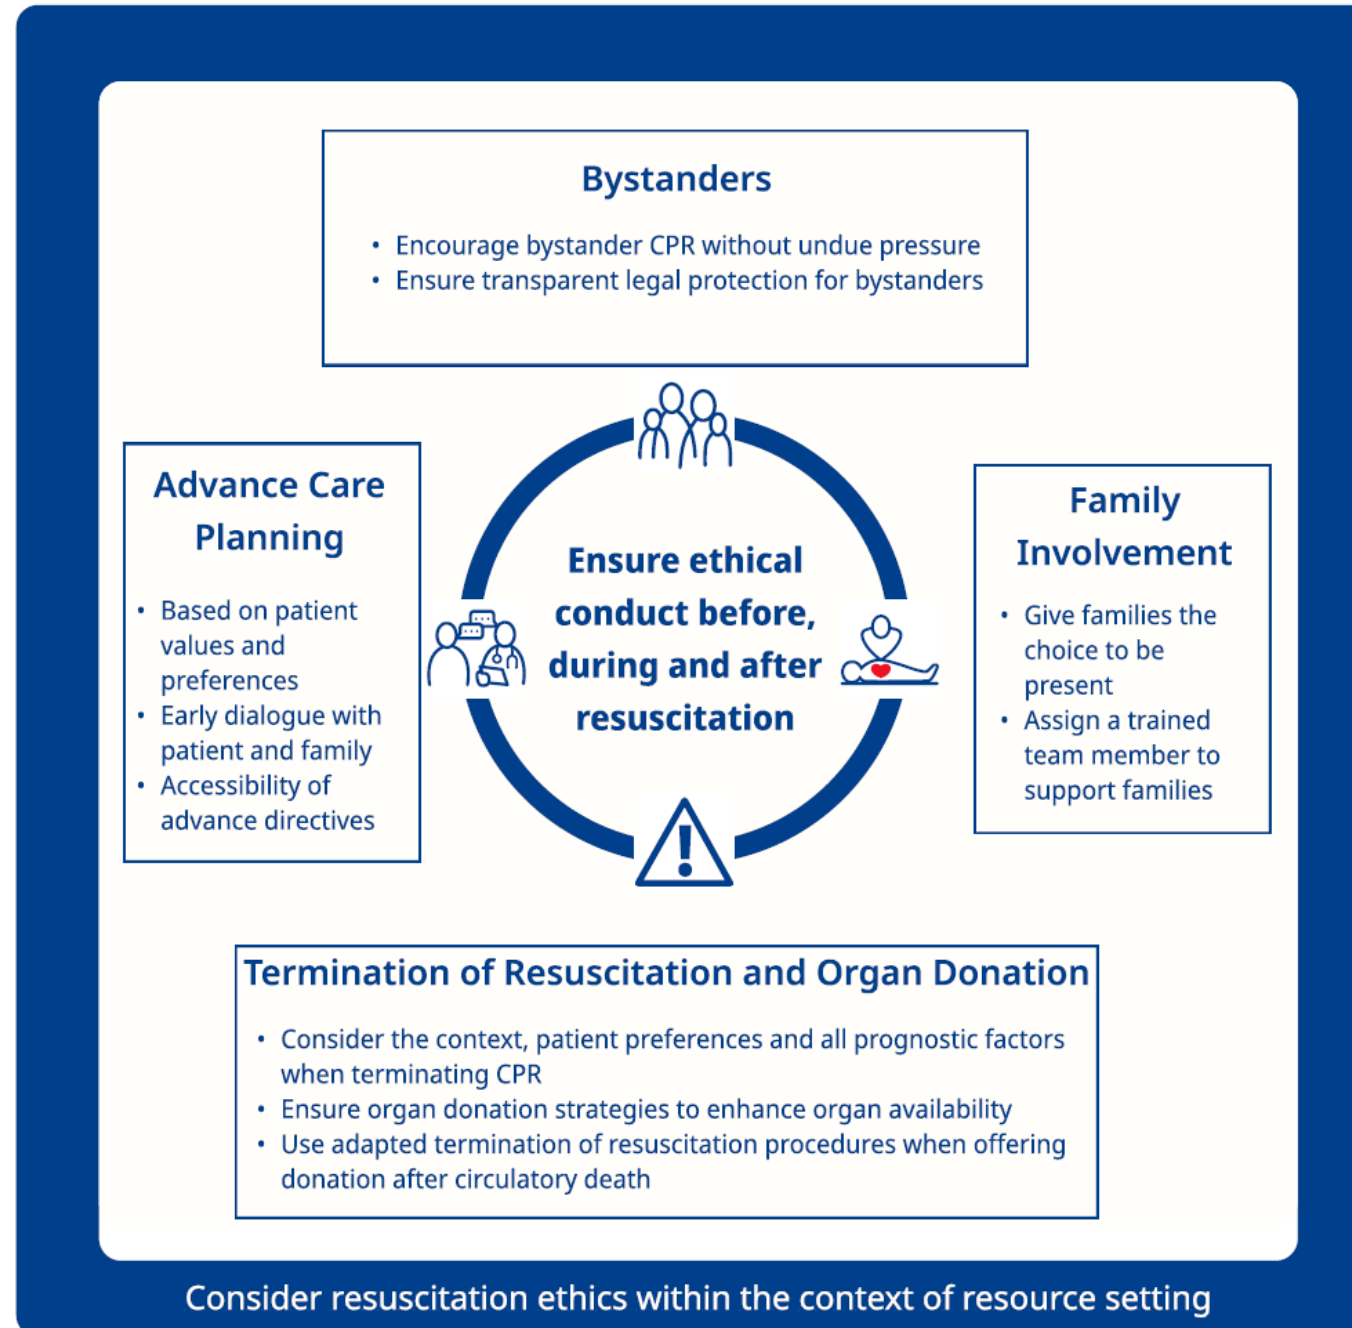 Bystanders
• Encourage bystander CPR without undue pressure
• Ensure transparent legal protection for bystanders
Advance Care
Planning
• Based on patient
values and
preferences
• Early dialogue with
patient and family
• Accessibility of
advance directives
Ensure ethical
conduct before,
during and after
resuscitation
Family
Involvement
• Give families the
choice to be
present
• Assign a trained
team member to
support families
Termination of Resuscitation and Organ Donation
• Consider the context, patient preferences and all prognostic factors
when terminating CPR
• Ensure organ donation strategies to enhance organ availability
• Use adapted termination of resuscitation procedures when offering
donation after circulatory death
Consider resuscitation ethics within the context of resource setting